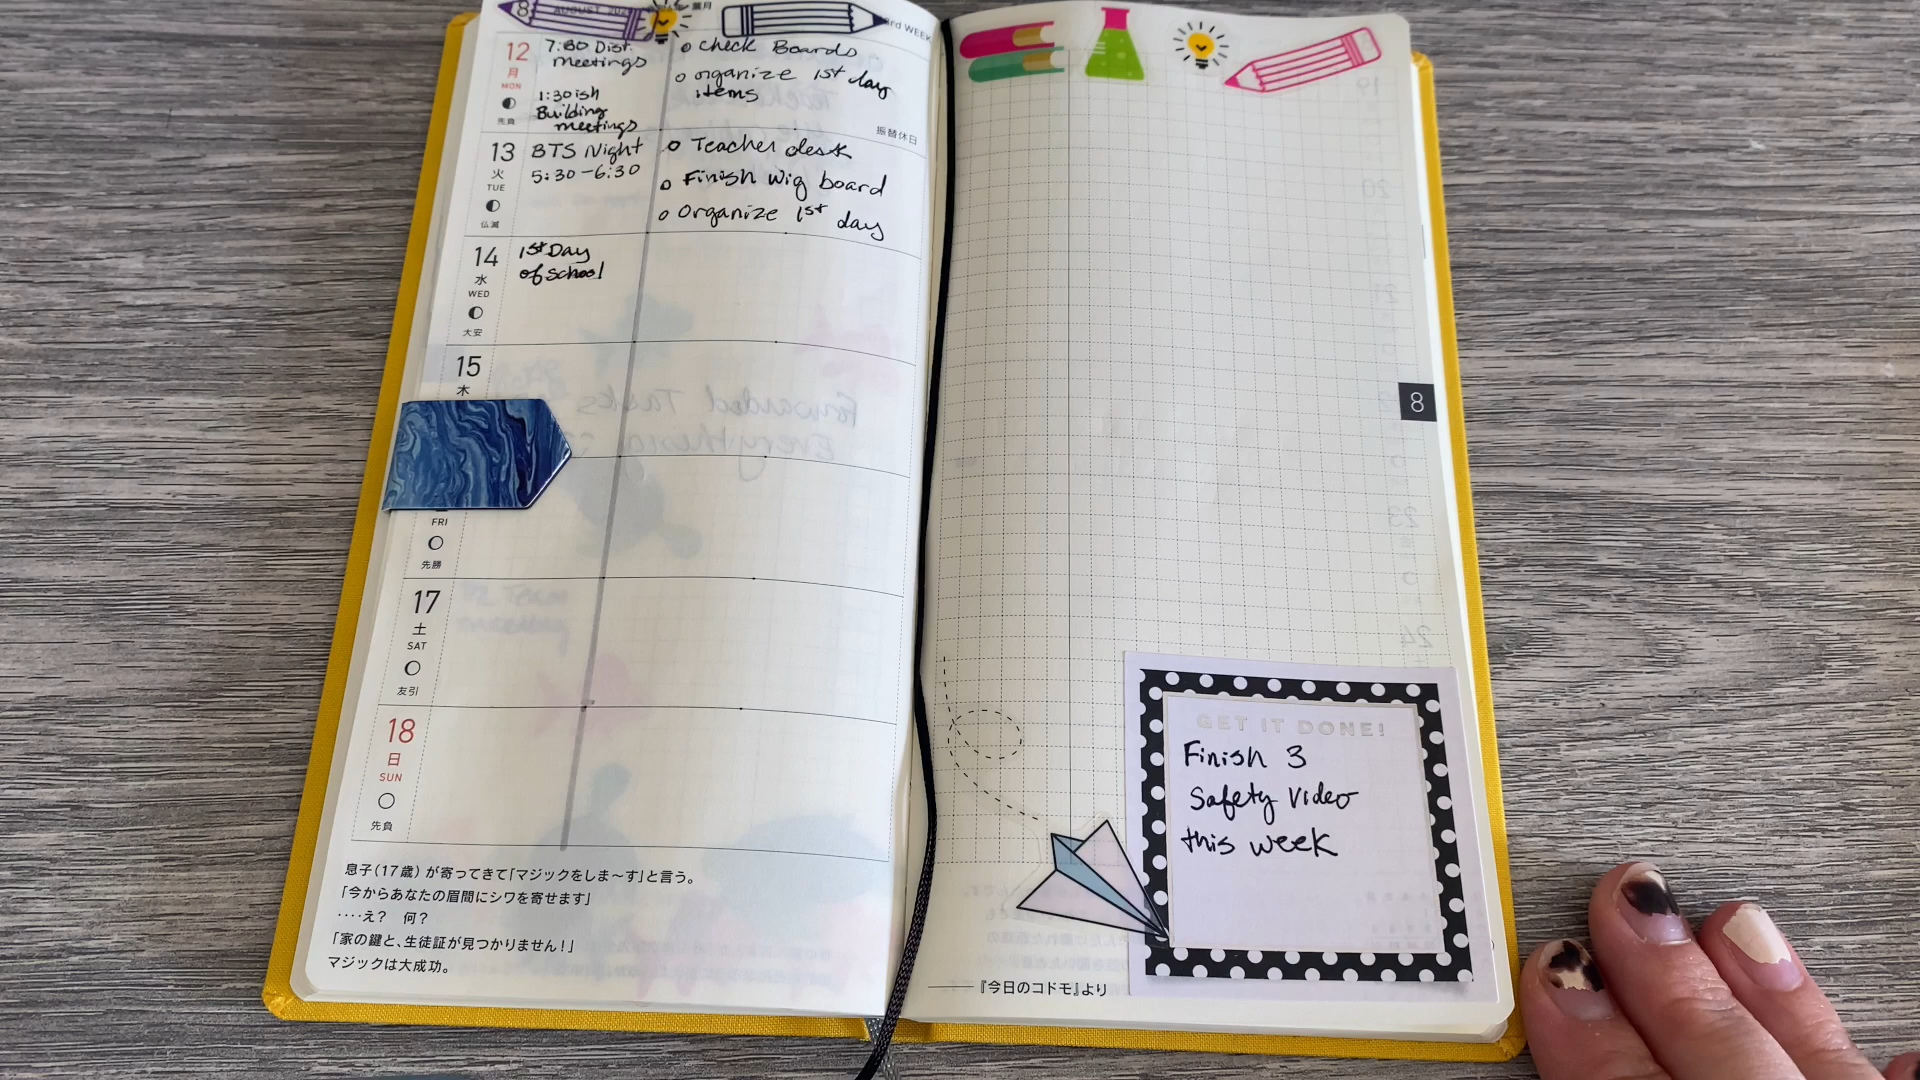 8
AUGUST
葉月
3rd WEEK
12
月
MON
先負
7:30 Dist.
meetings
1:30ish
Building
meetings
o check Boards
o organize 1st day
items
振替休日
13
火
TUE
仏滅
BTS Night
5:30-6:30
o Teacher desk
o Finish Wig board
o Organize 1st day
14
水
WED
大安
1st Day
of School
15
木
FRI
先勝
17
土
SAT
友引
18
日
SUN
先負
息子(17歳)が寄ってきて「マジックをしま〜す」と言う。
「今からあなたの眉間にシワを寄せます」
‥‥え? 何?
「家の鍵と、生徒証が見つかりません!」
マジックは大成功。
8
GET IT DONE!
Finish 3
Safety Video
this week
『今日のコドモ』より